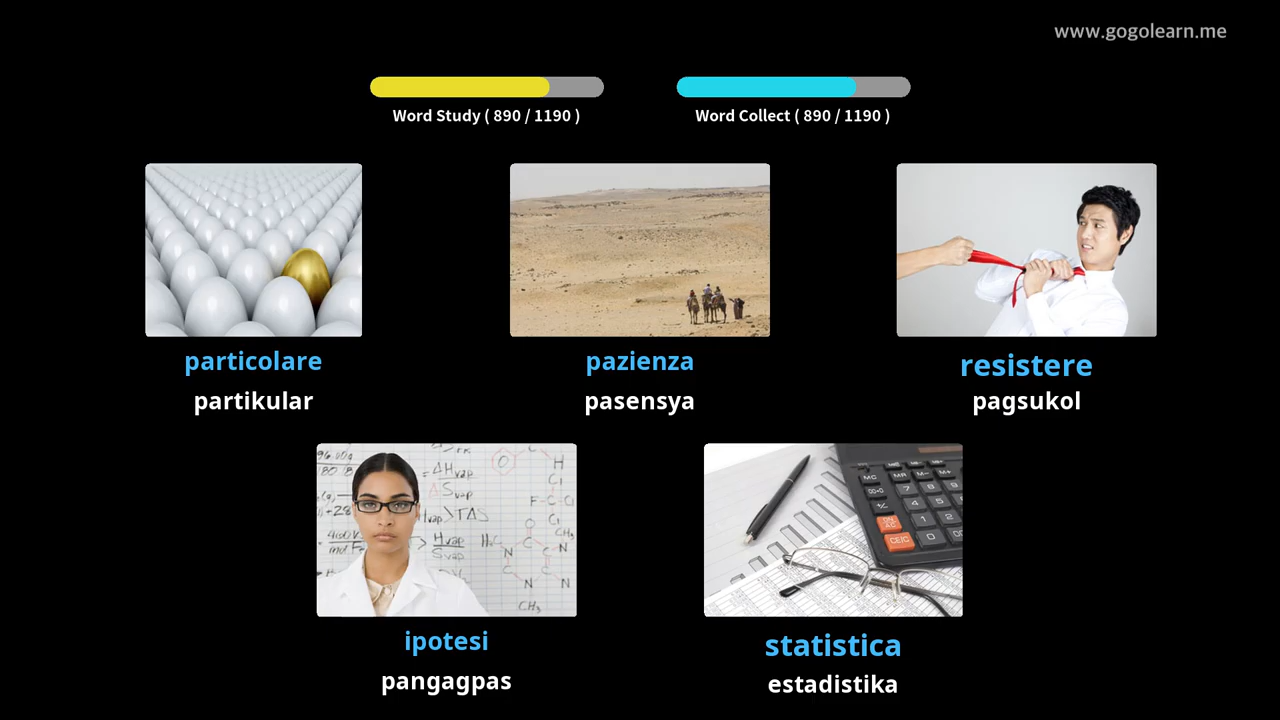 www.gogolearn.me
Word Study ( 890 / 1190 )
Word Collect ( 890 / 1190 )
particolare
partikular
pazienza
pasensya
resistere
pagsukol
ipotesi
pangagpas
statistica
estadistika